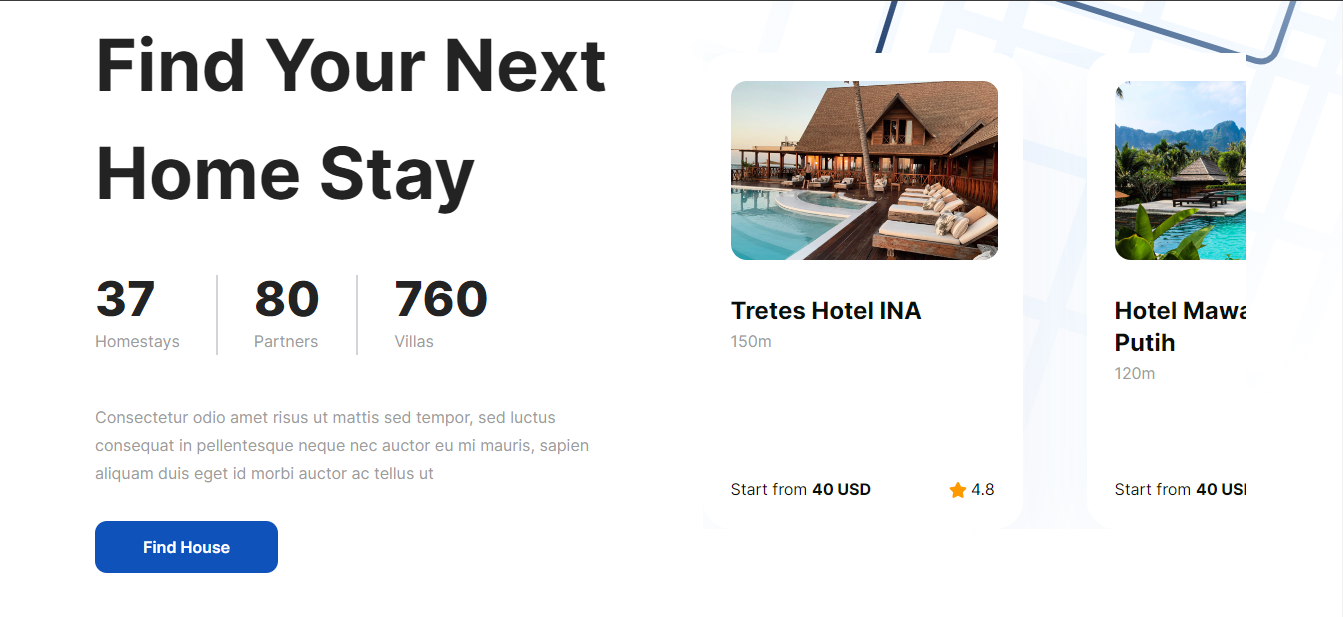 Find Your Next
Home Stay
37
Homestays
80
Partners
760
Villas
Consectetur odio amet risus ut mattis sed tempor, sed luctus
consequat in pellentesque neque nec auctor eu mi mauris, sapien
aliquam duis eget id morbi auctor ac tellus ut
Find House
Tretes Hotel INA
150m
Start from 40 USD
4.8
Hotel Mawa
Putih
120m
Start from 40 USD